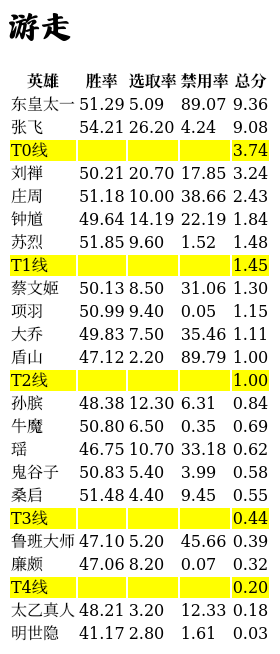 游走
英雄 胜率 选取率 禁用率 总分
东皇太一 51.29 5.09 89.07 9.36
张飞 54.21 26.20 4.24 9.08
T0线 3.74
刘禅 50.21 20.70 17.85 3.24
庄周 51.18 10.00 38.66 2.43
钟馗 49.64 14.19 22.19 1.84
苏烈 51.85 9.60 1.52 1.48
T1线 1.45
蔡文姬 50.13 8.50 31.06 1.30
项羽 50.99 9.40 0.05 1.15
大乔 49.83 7.50 35.46 1.11
盾山 47.12 2.20 89.79 1.00
T2线 1.00
孙膑 48.38 12.30 6.31 0.84
牛魔 50.80 6.50 0.35 0.69
瑶 46.75 10.70 33.18 0.62
鬼谷子 50.83 5.40 3.99 0.58
桑启 51.48 4.40 9.45 0.55
T3线 0.44
鲁班大师 47.10 5.20 45.66 0.39
廉颇 47.06 8.20 0.07 0.32
T4线 0.20
太乙真人 48.21 3.20 12.33 0.18
明世隐 41.17 2.80 1.61 0.03